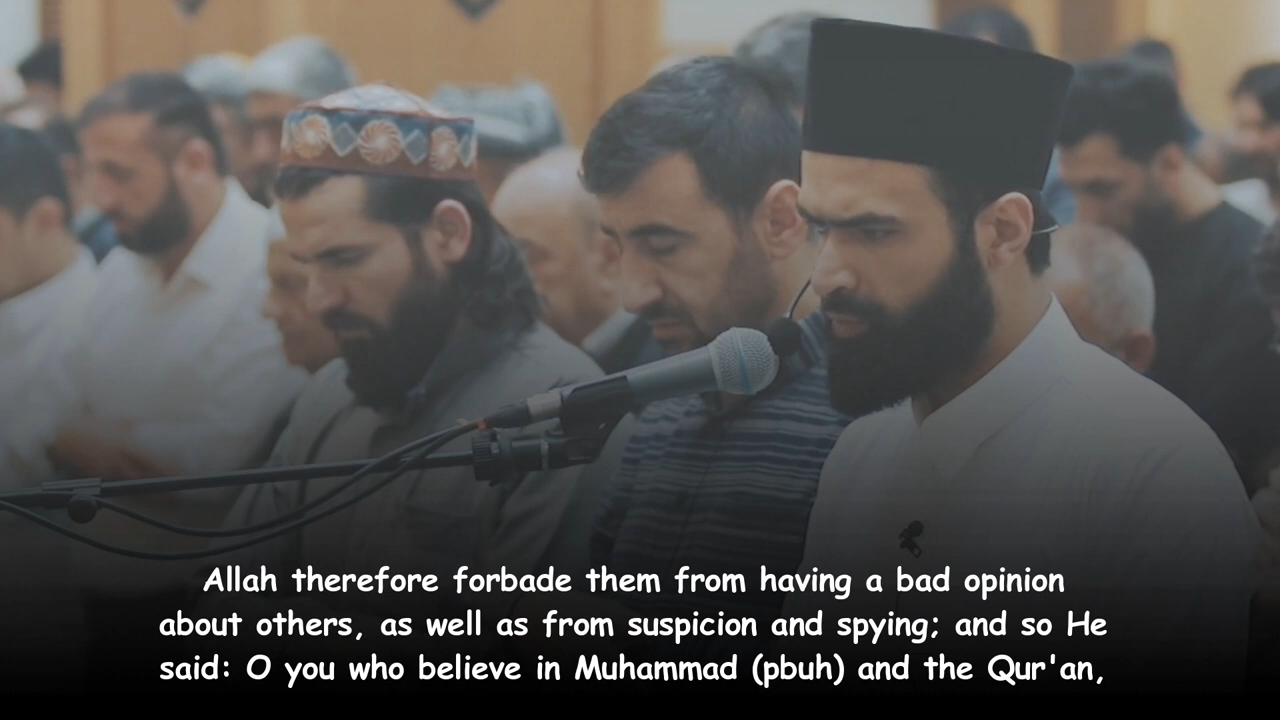 Allah therefore forbade them from having a bad opinion
about others, as well as from suspicion and spying; and so He
said: O you who believe in Muhammad (pbuh) and the Qur'an,